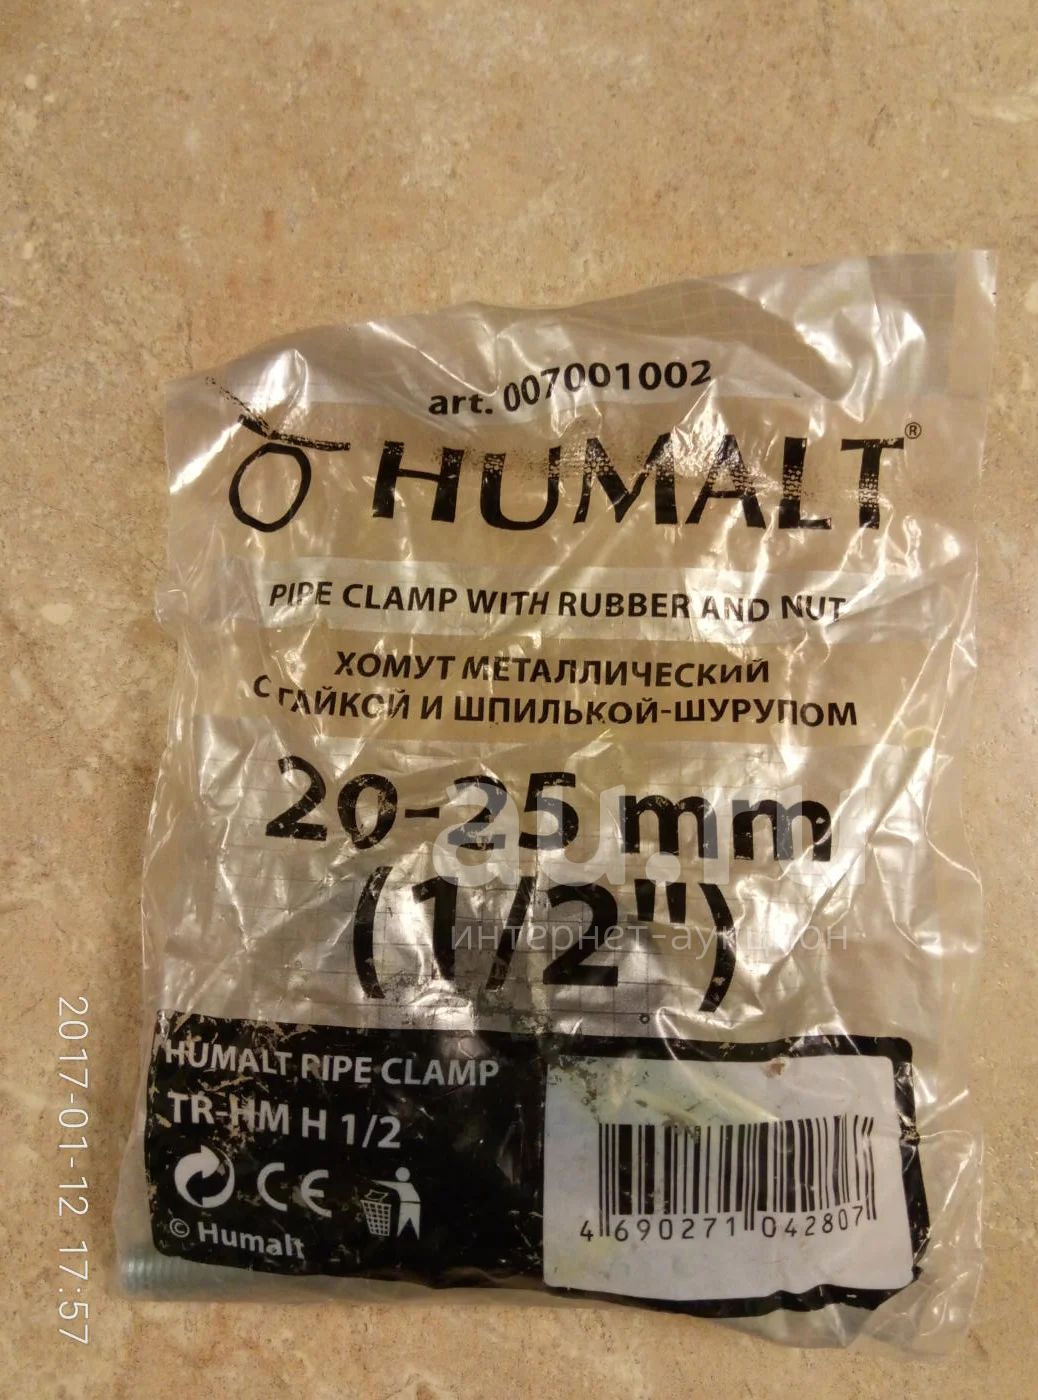 art. 007001002
HUMALT®
PIPE CLAMP WITH RUBBER AND NUT
ХОМУТ МЕТАЛЛИЧЕСКИЙ
С ГАЙКОЙ И ШПИЛЬКОЙ-ШУРУПОМ
20-25 mm
(1/2")
au.ru
интернет-аукцион
HUMALT PIPE CLAMP
TR-HM H 1/2
CE
© Humalt
4 690271 042807
2017-01-12 17:57